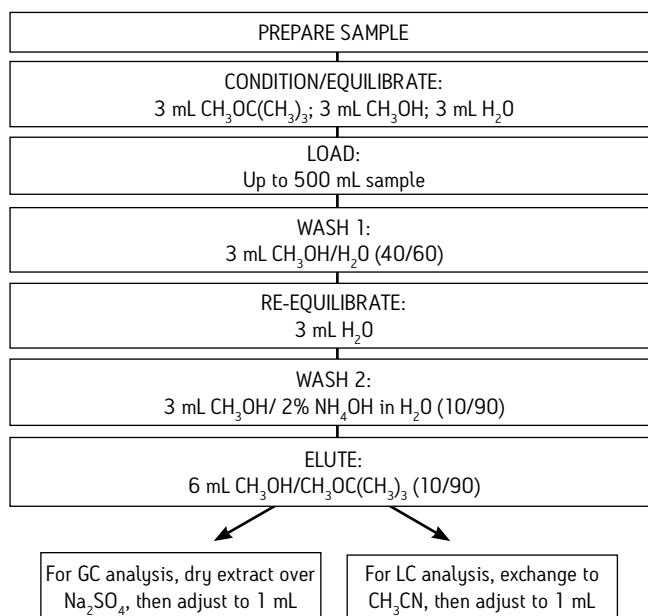 PREPARE SAMPLE
CONDITION/EQUILIBRATE:
3 mL CH₃OC(CH₃)₃; 3 mL CH₃OH; 3 mL H₂O
LOAD:
Up to 500 mL sample
WASH 1:
3 mL CH₃OH/H₂0 (40/60)
RE-EQUILIBRATE:
3 mL H₂O
WASH 2:
3 mL CH₃OH/ 2% NH₄OH in H₂O (10/90)
ELUTE:
6 mL CH₃OH/CH₃OC(CH₃)₃ (10/90)
For GC analysis, dry extract over
Na₂SO₄, then adjust to 1 mL
For LC analysis, exchange to
CH₃CN, then adjust to 1 mL